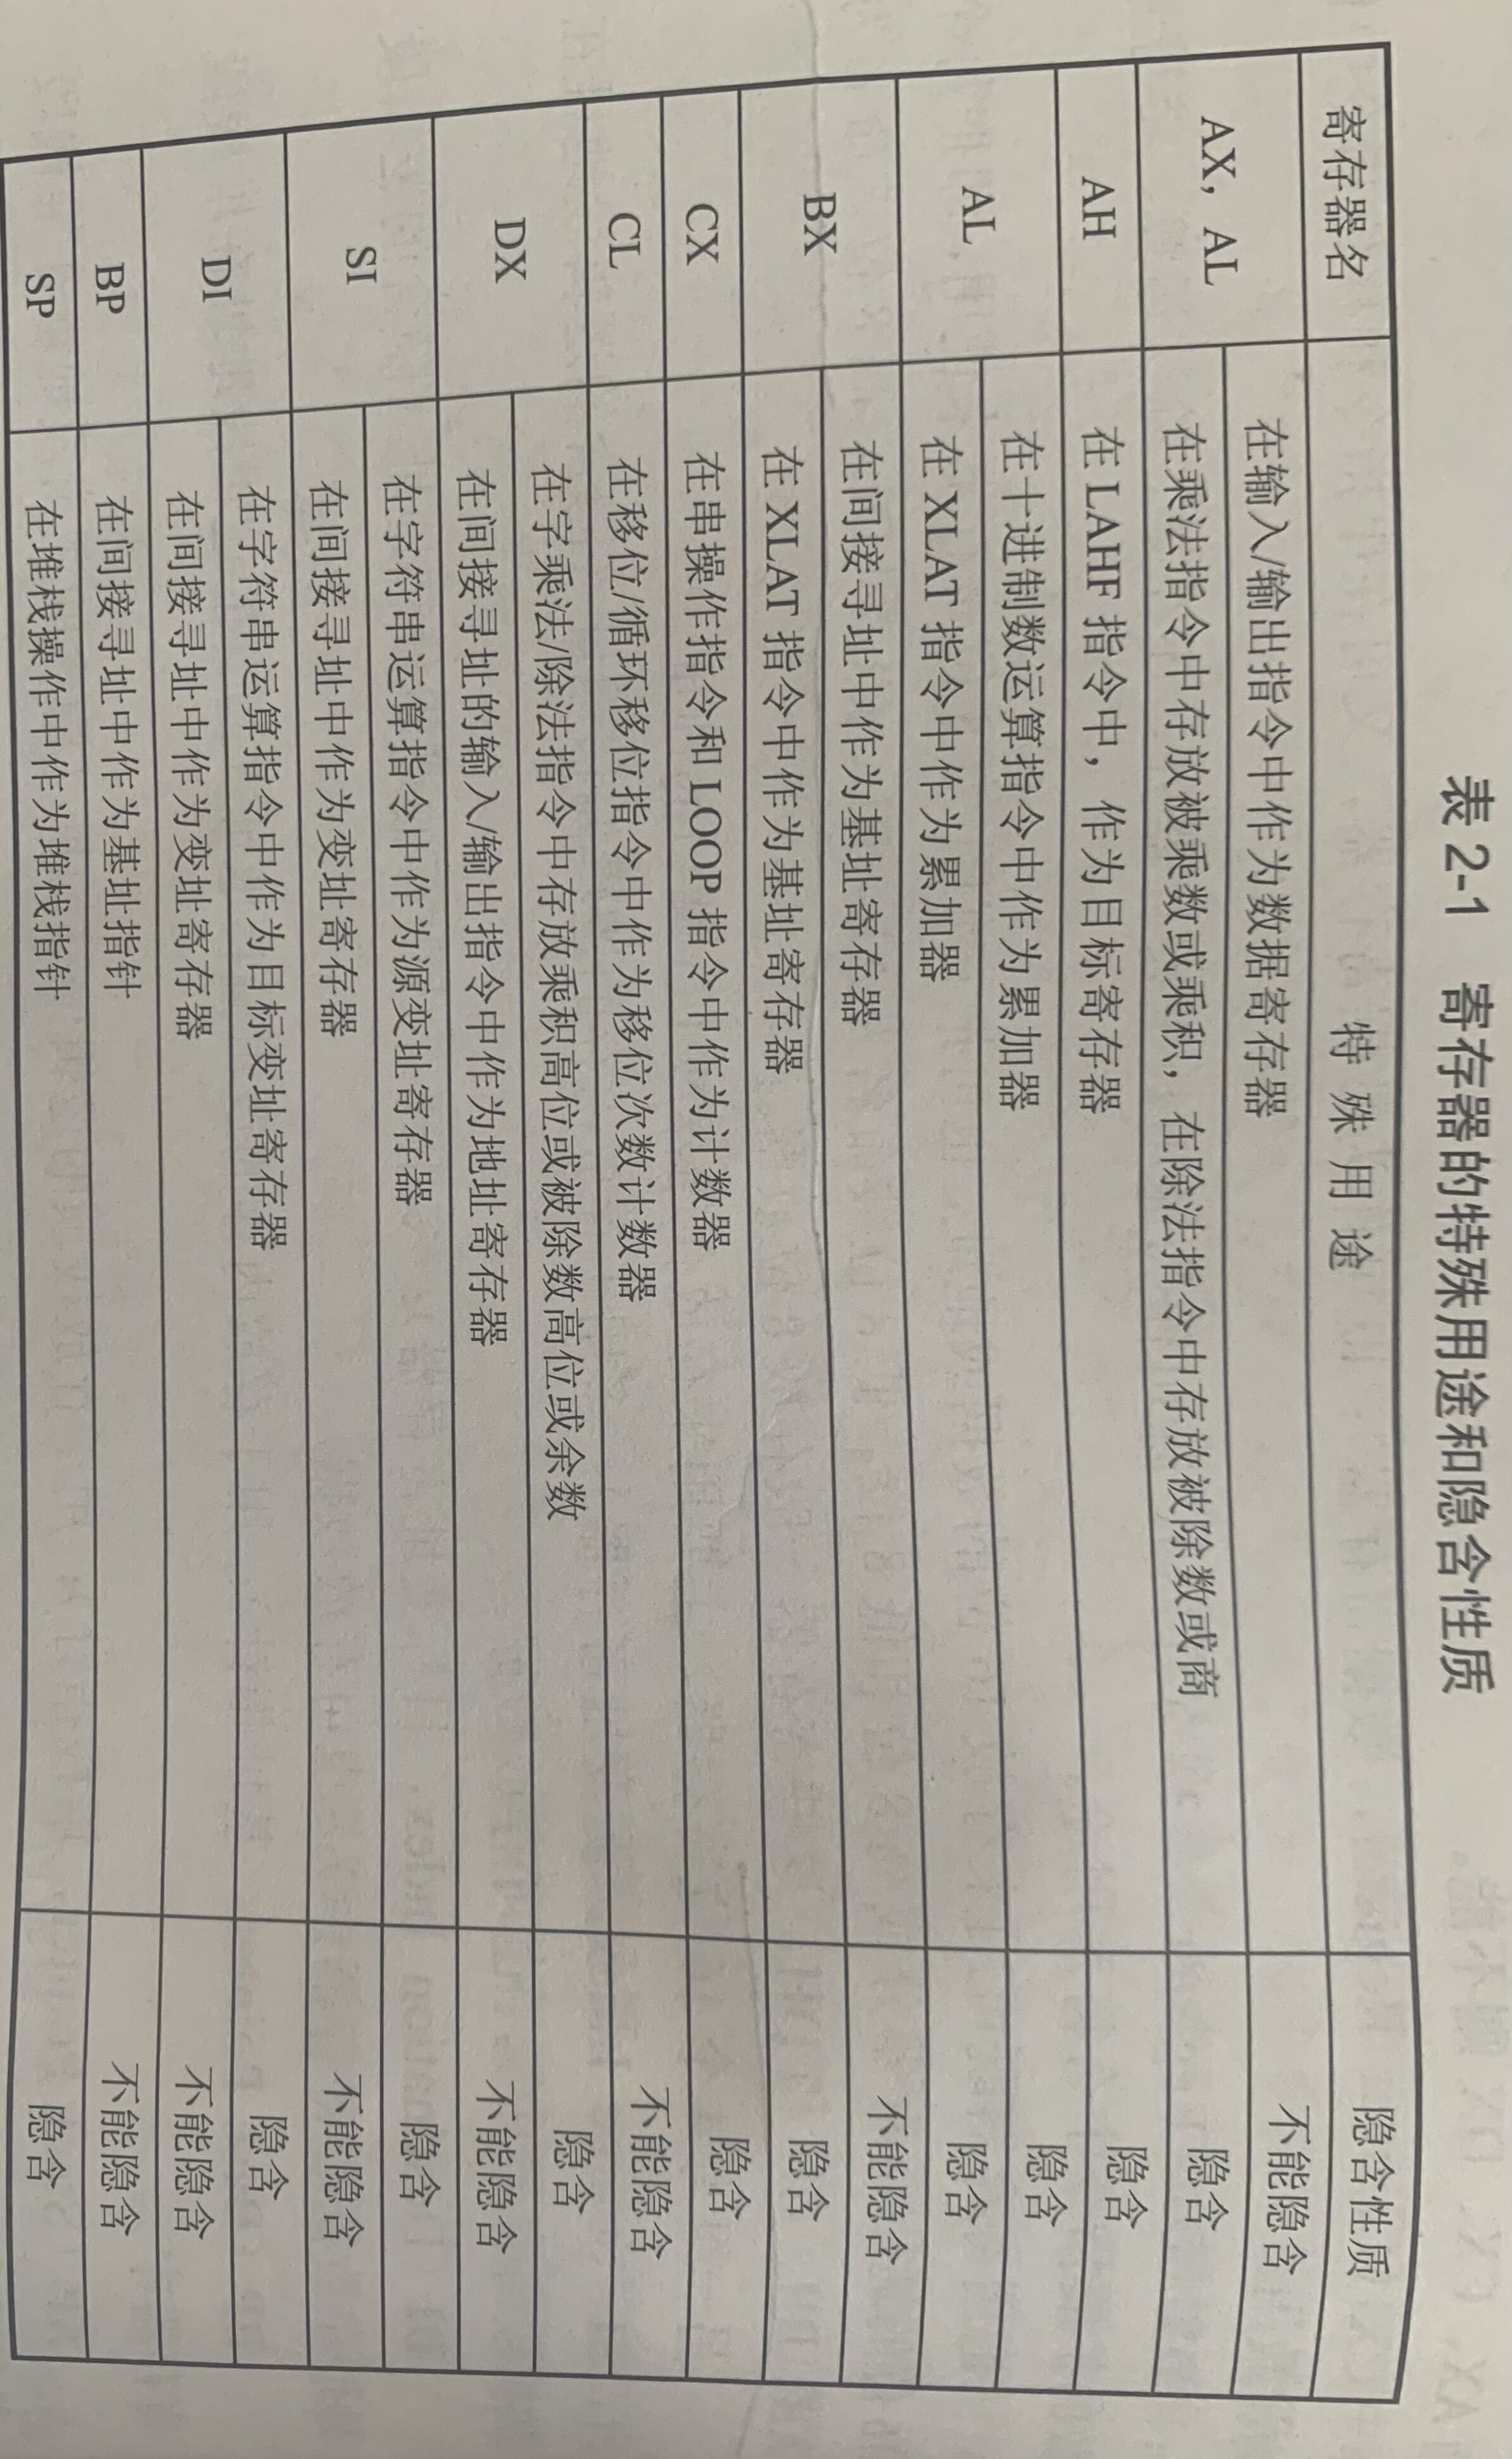 表 2-1 寄存器的特殊用途和隐含性质
寄存器名 特殊用途 隐含性质
AX，AL 在输入/输出指令中作为数据寄存器 不能隐含
在乘法指令中存放被乘数或乘积，在除法指令中存放被除数或商 隐含
AH 在 LAHF 指令中，作为目标寄存器 隐含
AL 在十进制数运算指令中作为累加器 隐含
在 XLAT 指令中作为累加器 隐含
BX 在间接寻址中作为基址寄存器 不能隐含
在 XLAT 指令中作为基址寄存器 隐含
CX 在串操作指令和 LOOP 指令中作为计数器 隐含
CL 在移位/循环移位指令中作为移位次数计数器 不能隐含
DX 在字乘法/除法指令中存放乘积高位或被除数高位或余数 隐含
在间接寻址的输入/输出指令中作为地址寄存器 不能隐含
SI 在字符串运算指令中作为源变址寄存器 隐含
在间接寻址中作为变址寄存器 不能隐含
DI 在字符串运算指令中作为目标变址寄存器 隐含
在间接寻址中作为变址寄存器 不能隐含
BP 在间接寻址中作为基址指针 不能隐含
SP 在堆栈操作中作为堆栈指针 隐含